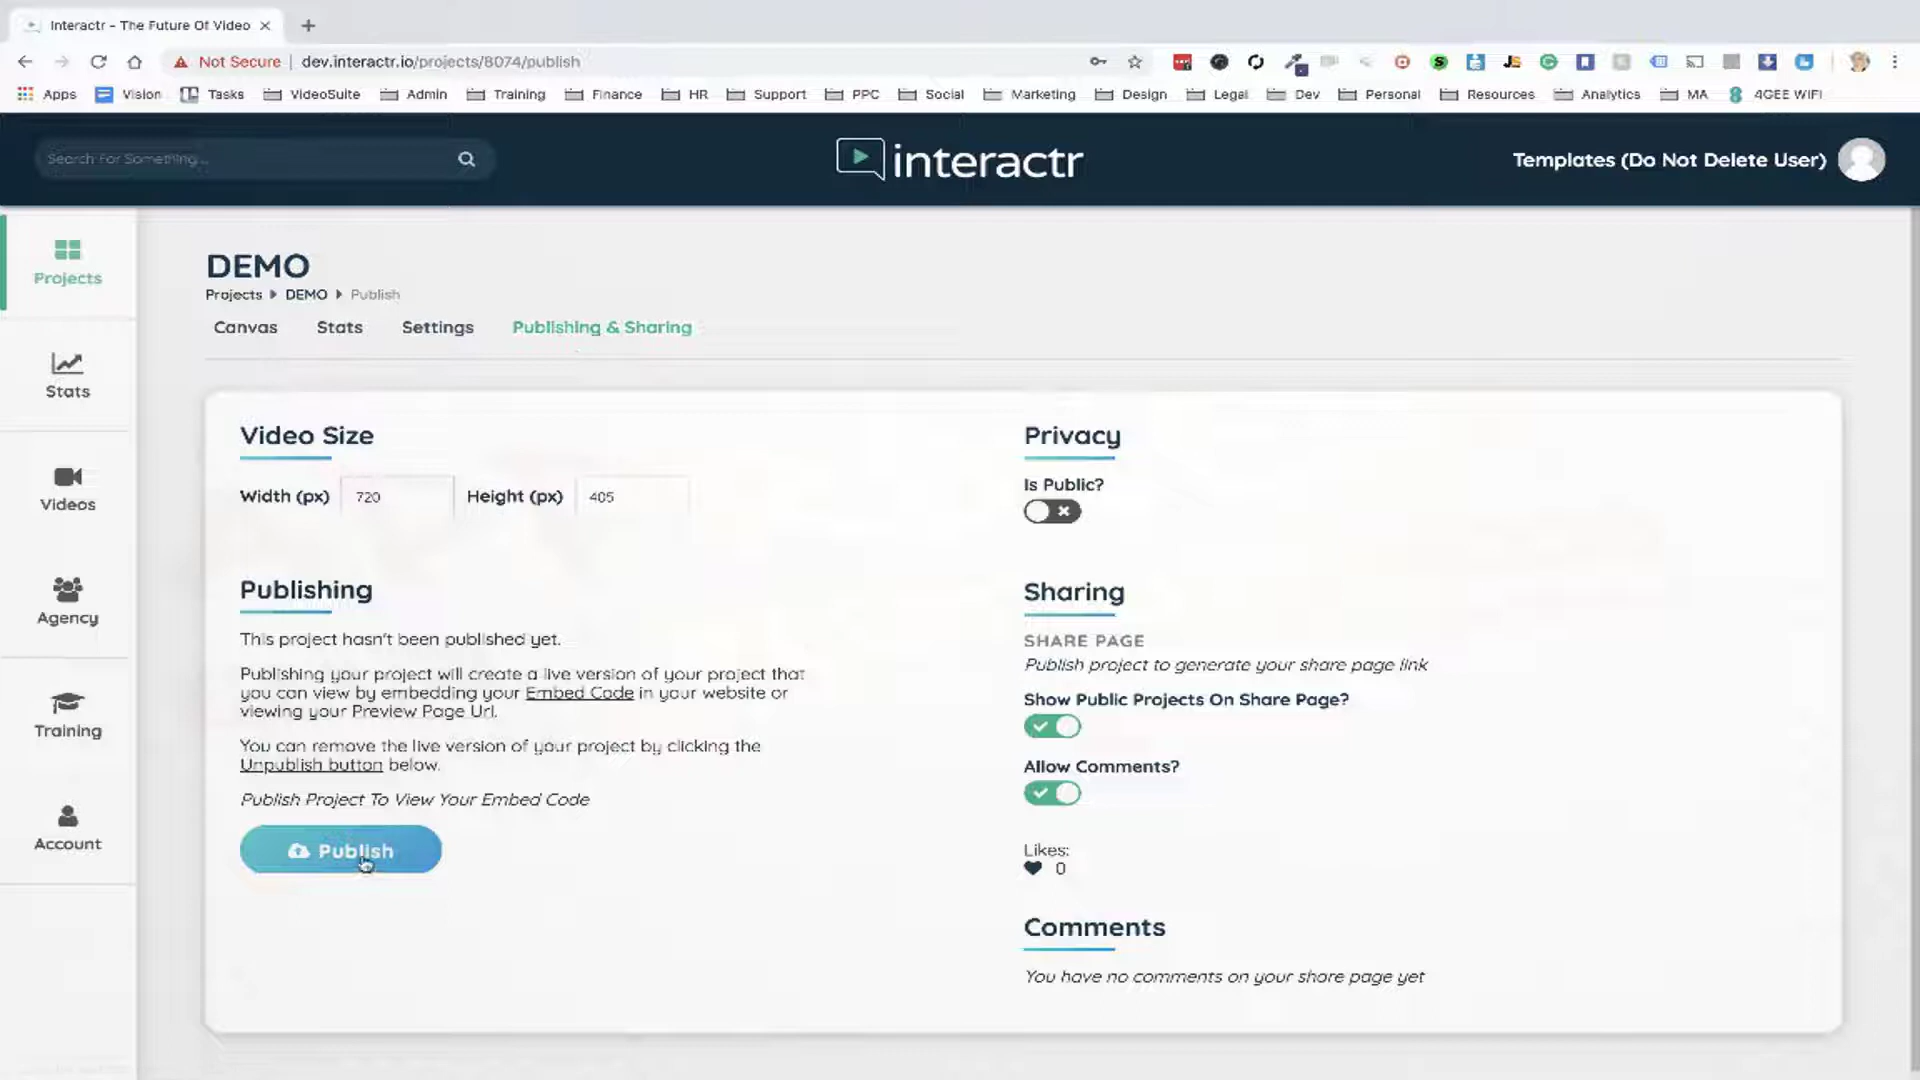 Interactr - The Future Of Video
Not Secure dev.interactr.io/projects/8074/publish
Apps Vision Tasks VideoSuite Admin Training Finance HR Support PPC Social Marketing Design Legal Dev Personal Resources Analytics MA 4GEE WIFI
Search For Something...
interactr
Templates (Do Not Delete User)
Projects
Stats
Videos
Agency
Training
Account
DEMO
Projects DEMO Publish
Canvas Stats Settings Publishing & Sharing
Video Size
Width (px) 720 Height (px) 405
Publishing
This project hasn't been published yet.
Publishing your project will create a live version of your project that
you can view by embedding your Embed Code in your website or
viewing your Preview Page Url.
You can remove the live version of your project by clicking the
Unpublish button below.
Publish Project To View Your Embed Code
Publish
Privacy
Is Public?
Sharing
SHARE PAGE
Publish project to generate your share page link
Show Public Projects On Share Page?
Allow Comments?
Likes:
0
Comments
You have no comments on your share page yet